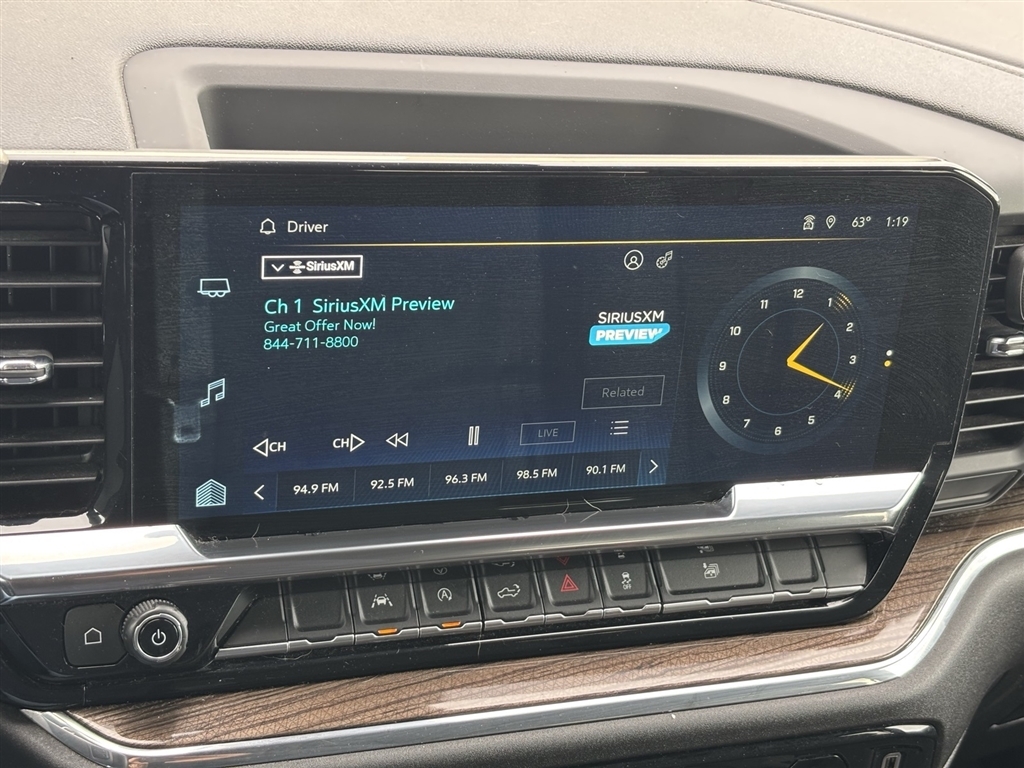 Driver
63° 1:19
SiriusXM
Ch 1 SiriusXM Preview
Great Offer Now!
844-711-8800
SIRIUSXM
PREVIEW
Related
CH
CH
LIVE
94.9 FM
92.5 FM
96.3 FM
98.5 FM
90.1 FM
12
1
2
3
4
5
6
7
8
9
10
11
A
OFF